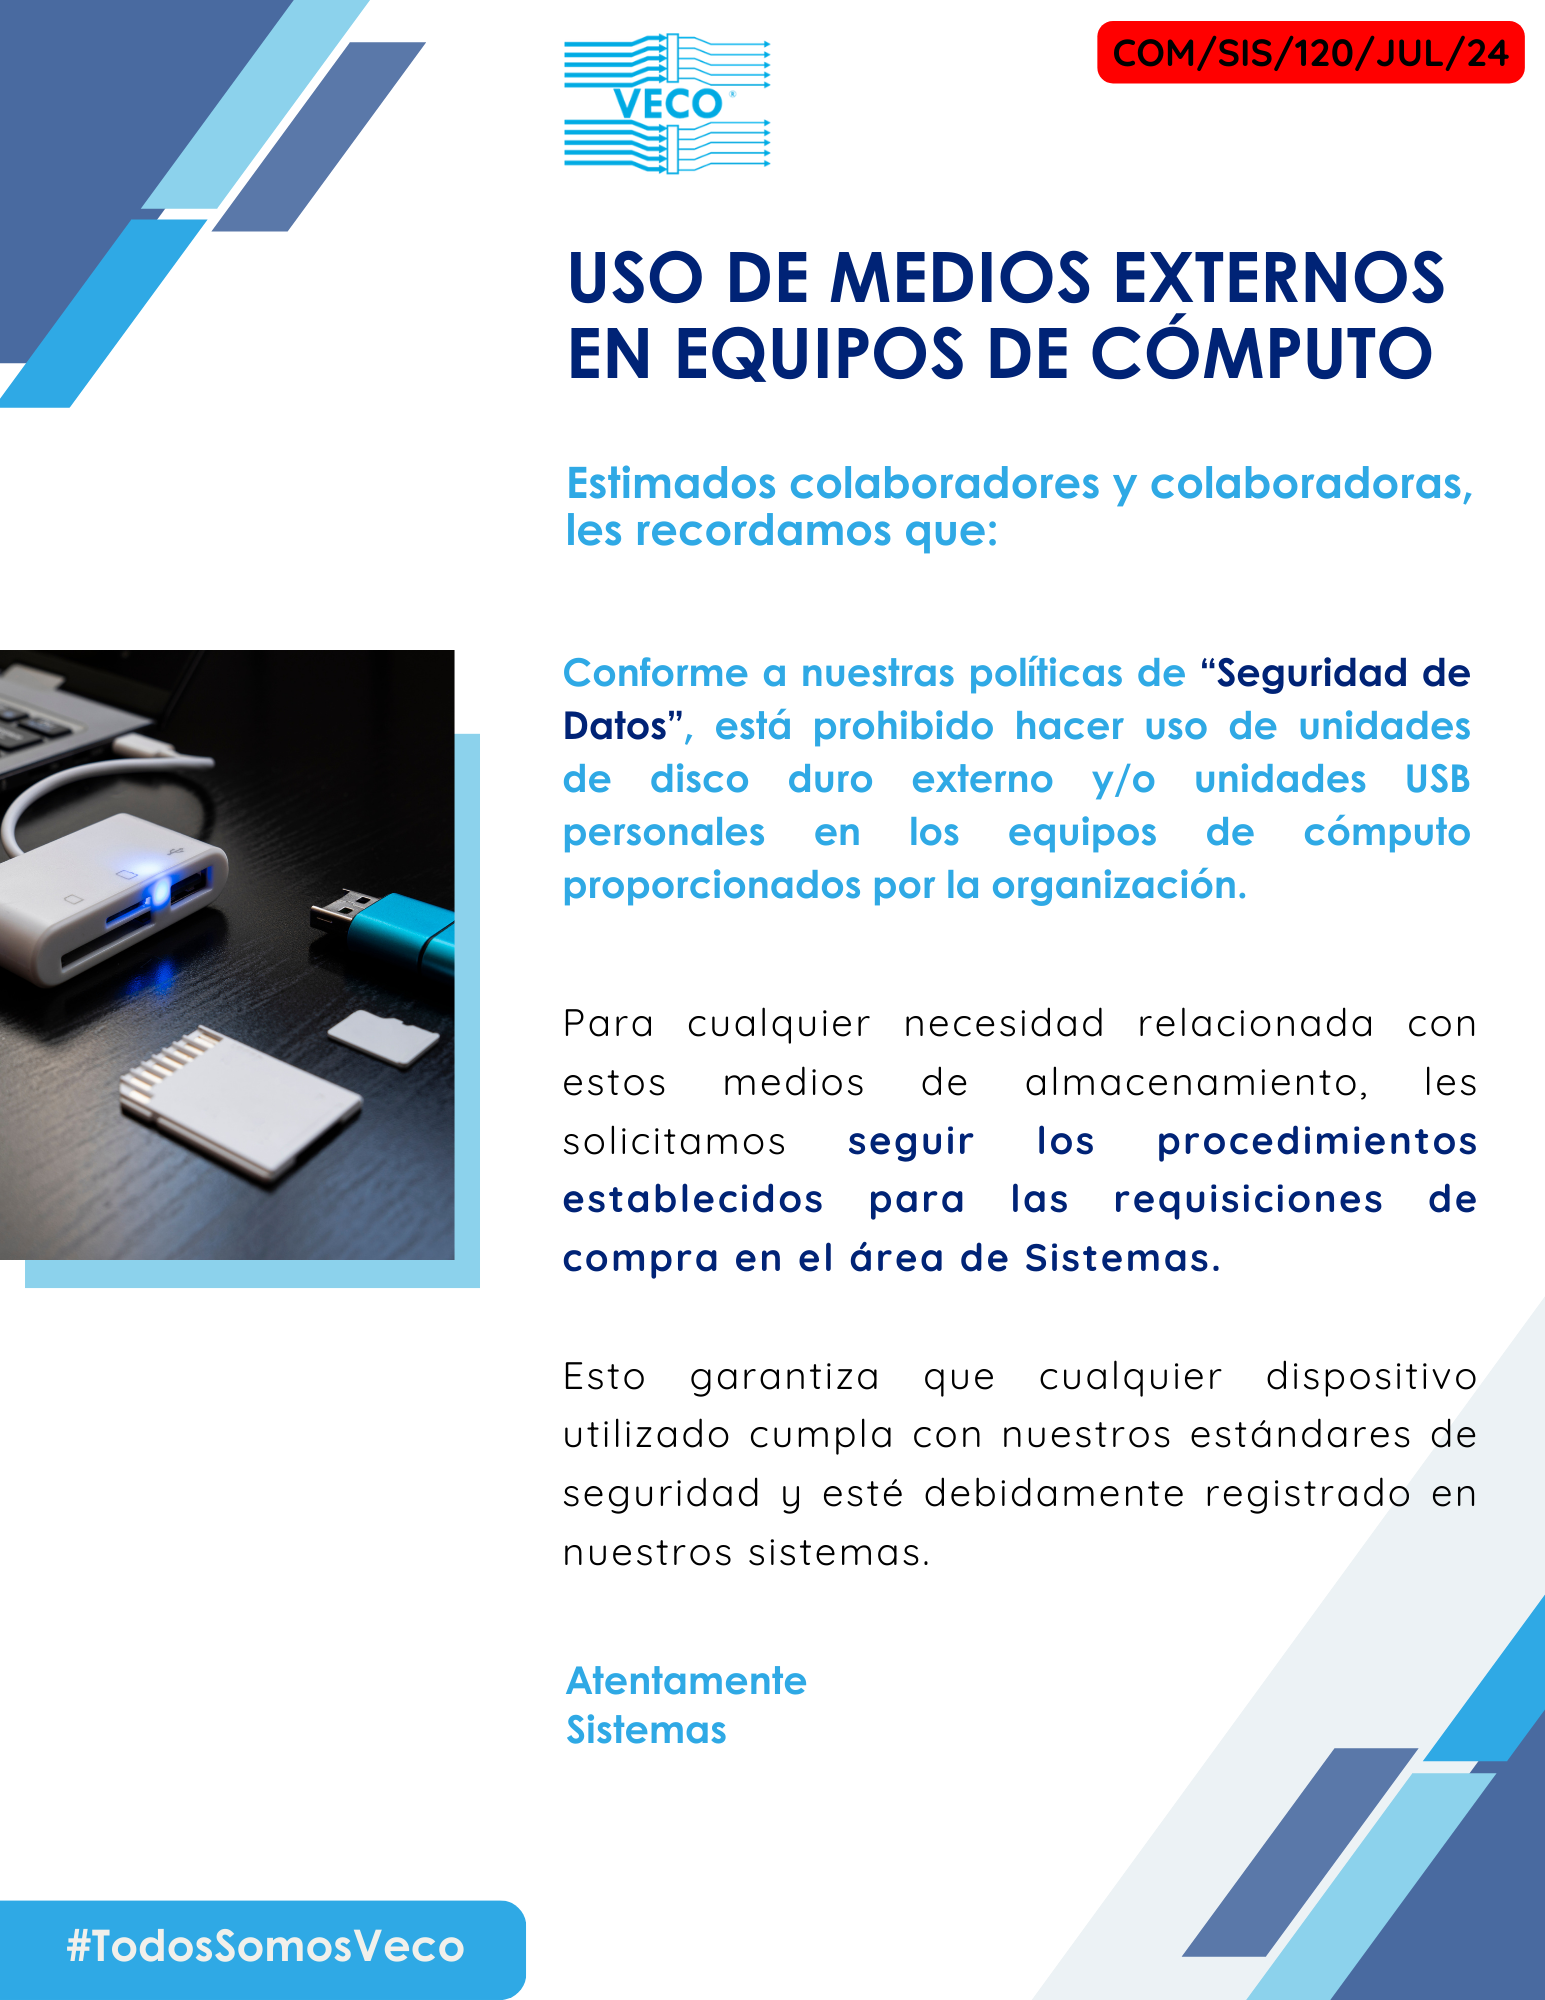 COM/SIS/120/JUL/24
VECO®
USO DE MEDIOS EXTERNOS
EN EQUIPOS DE CÓMPUTO
Estimados colaboradores y colaboradoras,
les recordamos que:
Conforme a nuestras políticas de “Seguridad de
Datos”, está prohibido hacer uso de unidades
de disco duro externo y/o unidades USB
personales en los equipos de cómputo
proporcionados por la organización.
Para cualquier necesidad relacionada con
estos medios de almacenamiento, les
solicitamos seguir los procedimientos
establecidos para las requisiciones de
compra en el área de Sistemas.
Esto garantiza que cualquier dispositivo
utilizado cumpla con nuestros estándares de
seguridad y esté debidamente registrado en
nuestros sistemas.
Atentamente
Sistemas
#TodosSomosVeco